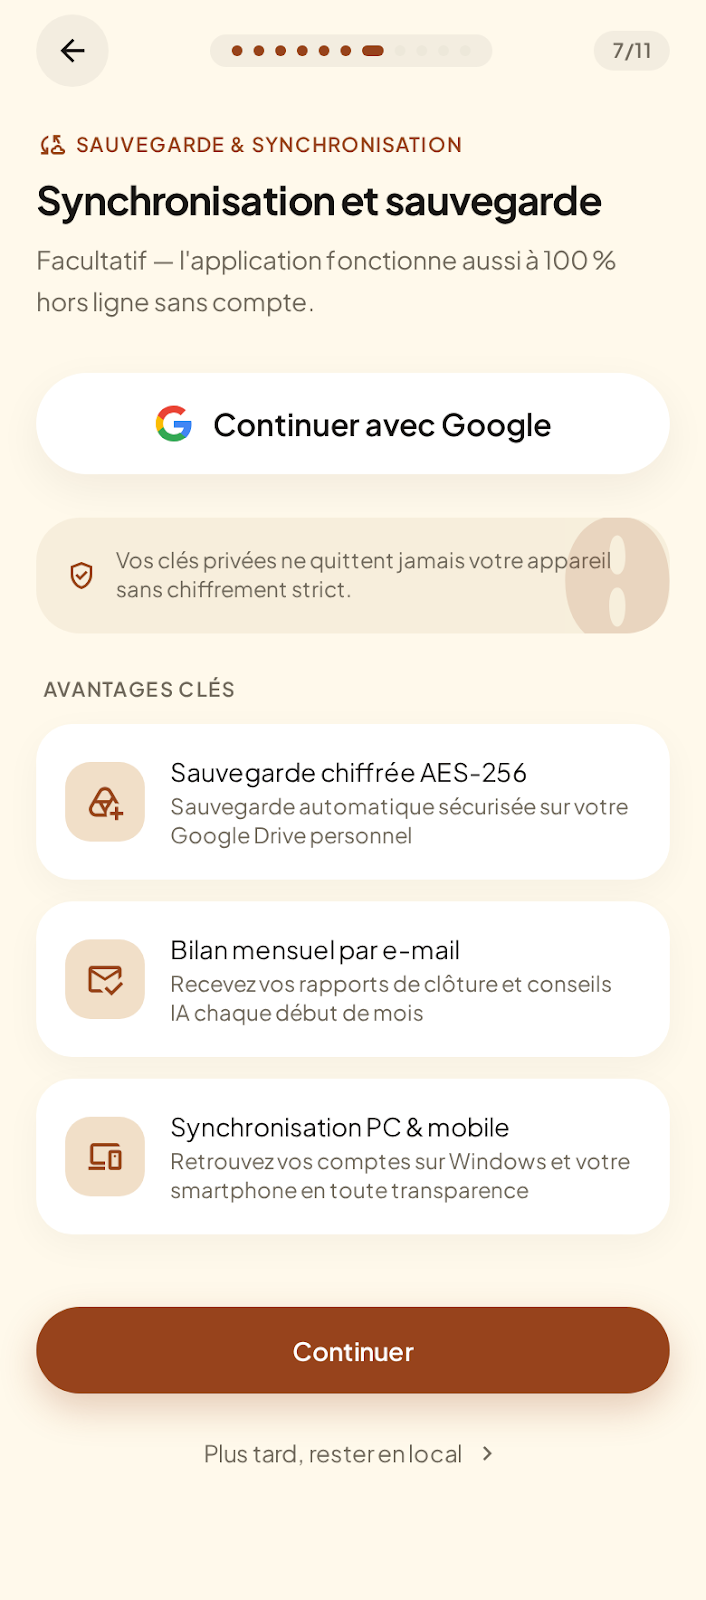 7/11
SAUVEGARDE & SYNCHRONISATION
Synchronisation et sauvegarde
Facultatif — l'application fonctionne aussi à 100 %
hors ligne sans compte.
Continuer avec Google
Vos clés privées ne quittent jamais votre appareil
sans chiffrement strict.
AVANTAGES CLÉS
Sauvegarde chiffrée AES-256
Sauvegarde automatique sécurisée sur votre
Google Drive personnel
Bilan mensuel par e-mail
Recevez vos rapports de clôture et conseils
IA chaque début de mois
Synchronisation PC & mobile
Retrouvez vos comptes sur Windows et votre
smartphone en toute transparence
Continuer
Plus tard, rester en local